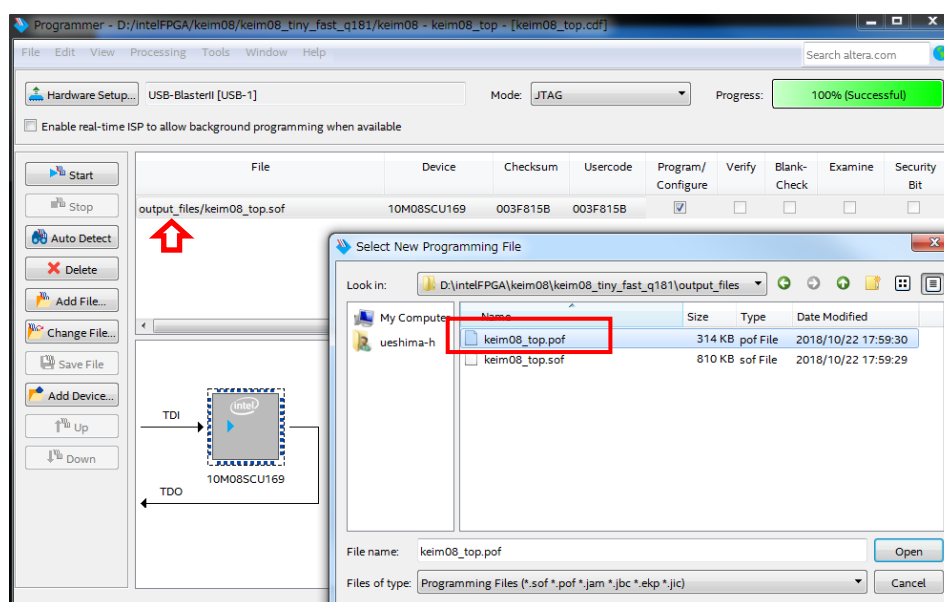 Programmer - D:/intelFPGA/keim08/keim08_tiny_fast_q181/keim08 - keim08_top - [keim08_top.cdf]
File Edit View Processing Tools Window Help
Search altera.com
Hardware Setup... USB-BlasterII [USB-1] Mode: JTAG Progress: 100% (Successful)
Enable real-time ISP to allow background programming when available
Start
Stop
Auto Detect
Delete
Add File...
Change File...
Save File
Add Device...
Up
Down
File Device Checksum Usercode Program/ Configure Verify Blank- Check Examine Security Bit
output_files/keim08_top.sof 10M08SCU169 003F815B 003F815B
TDI
intel
10M08SCU169
TDO
Select New Programming File
Look in: D:\intelFPGA\keim08\keim08_tiny_fast_q181\output_files
My Computer
ueshima-h
Name Size Type Date Modified
keim08_top.pof 314 KB pof File 2018/10/22 17:59:30
keim08_top.sof 810 KB sof File 2018/10/22 17:59:29
File name: keim08_top.pof Open
Files of type: Programming Files (*.sof *.pof *.jam *.jbc *.ekp *.jic) Cancel